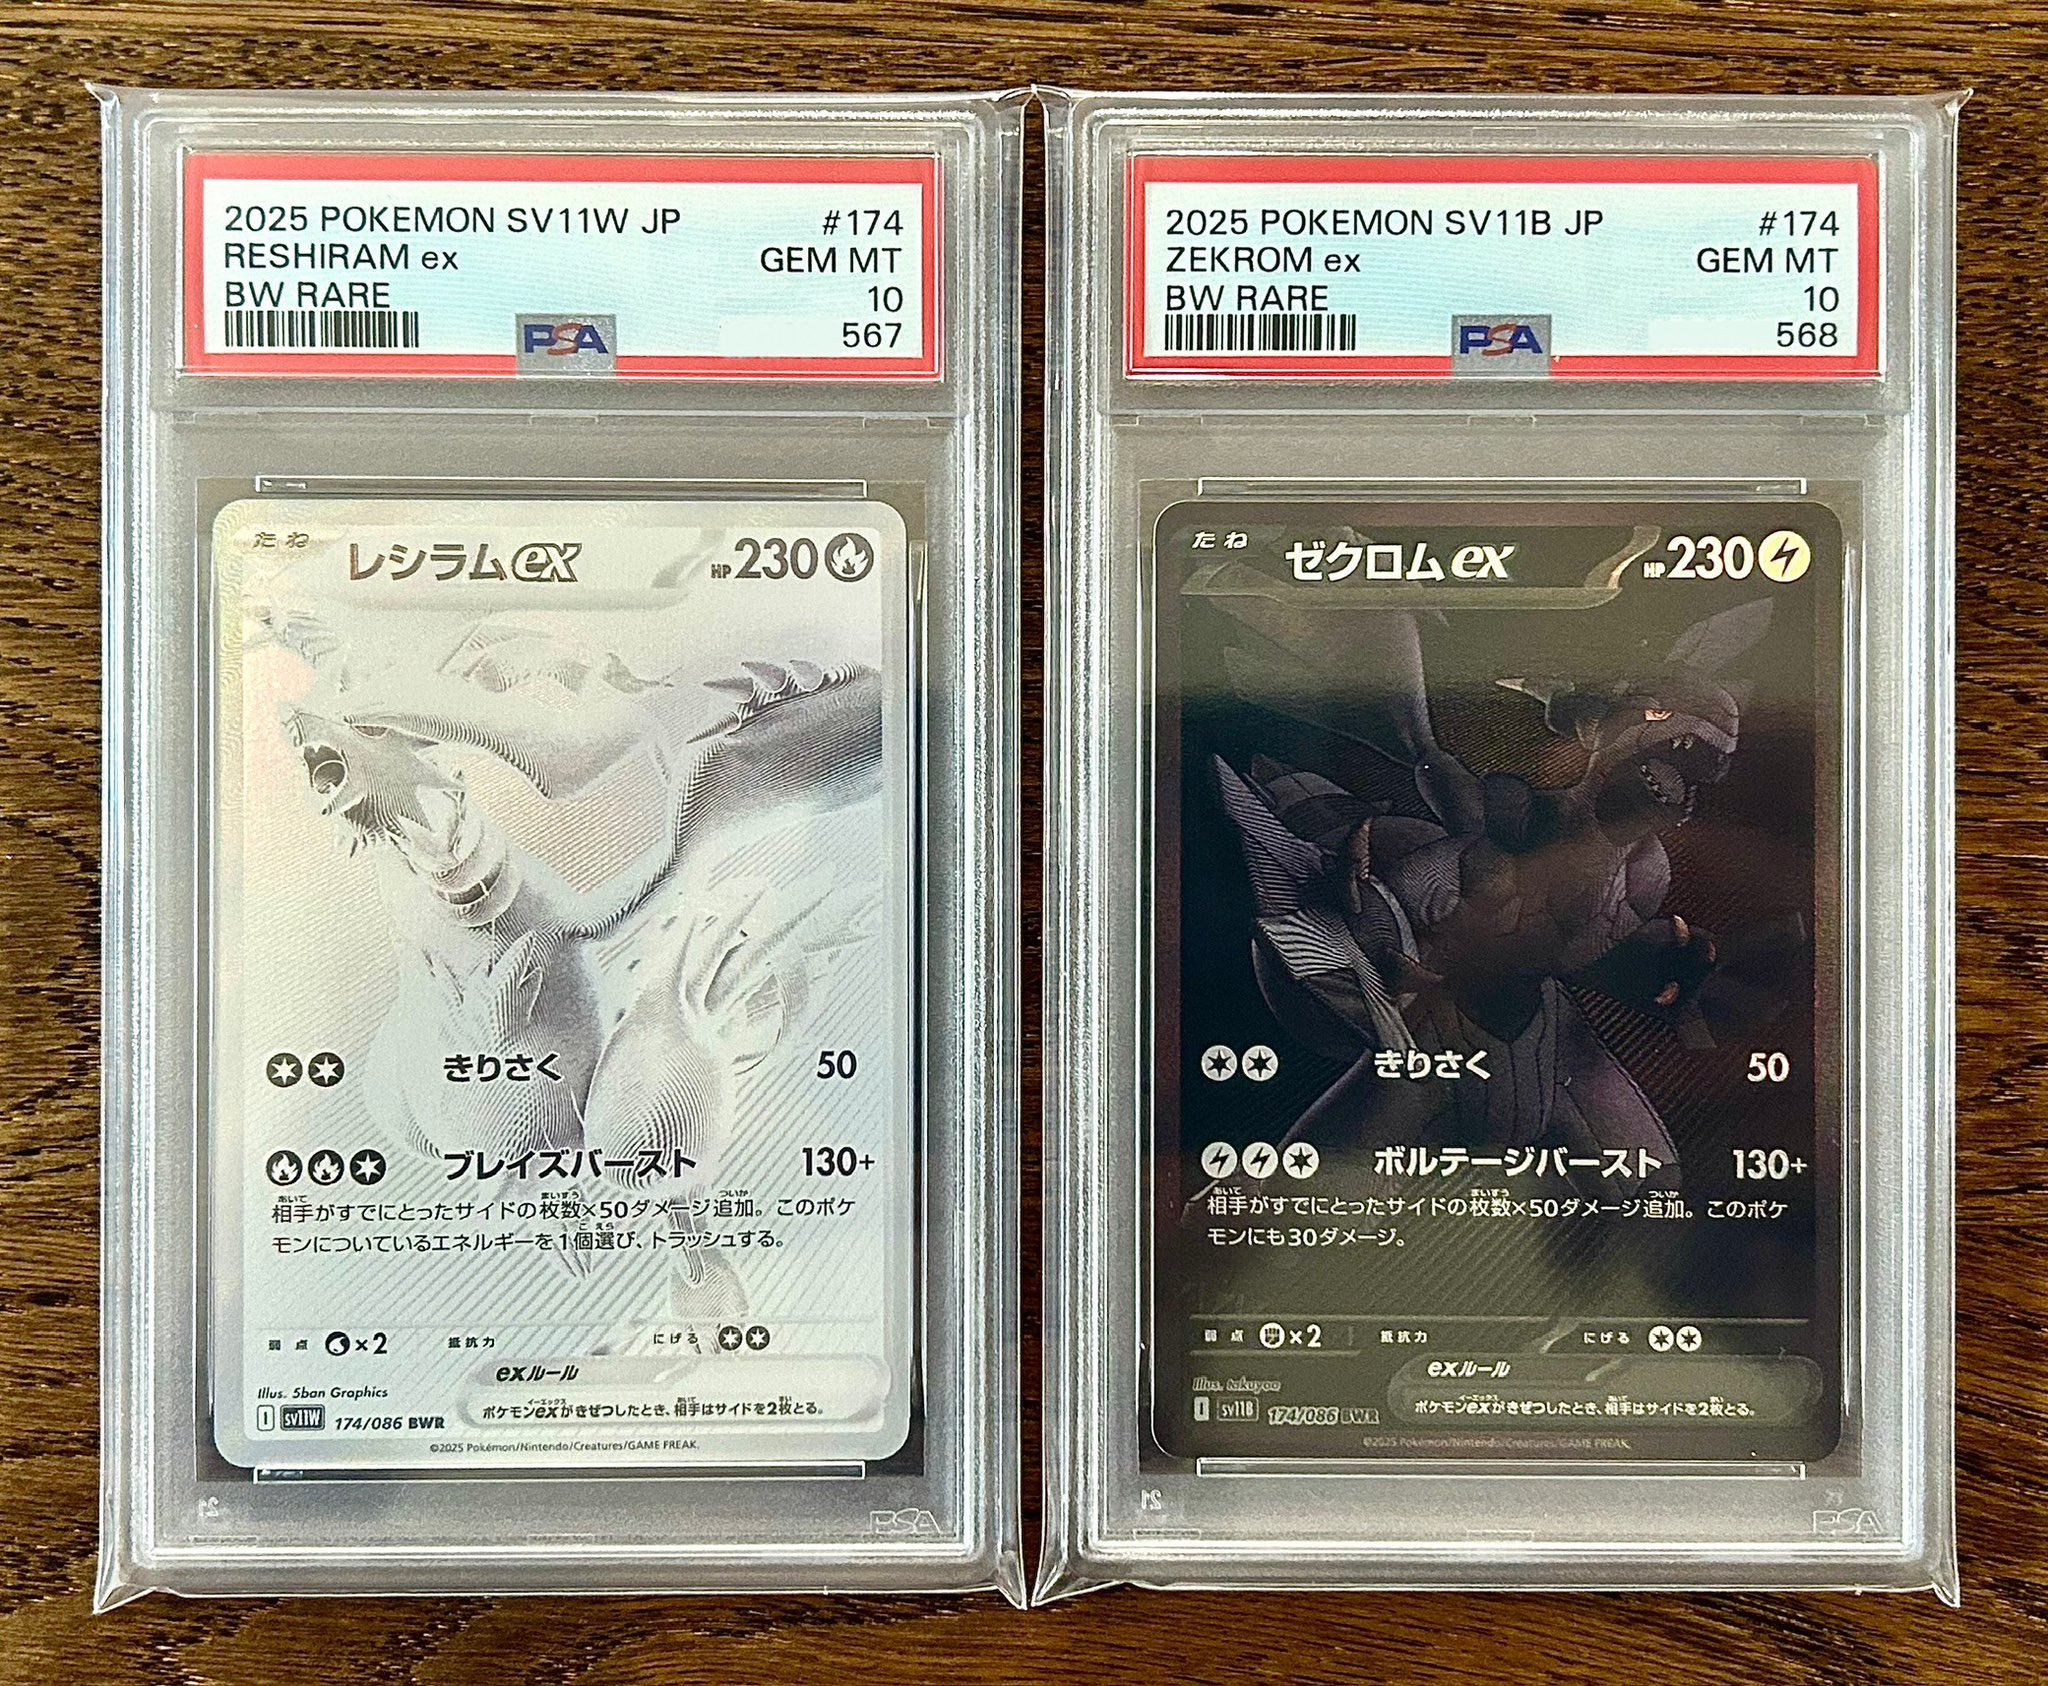 2025 POKEMON SV11W JP #174
RESHIRAM ex GEM MT
BW RARE 10
PSA 567
たね レシラムex HP230
きりさく 50
ブレイズバースト 130+
相手がすでにとったサイドの枚数×50ダメージ追加。このポケ
モンについているエネルギーを1個選び、トラッシュする。
弱点 ×2 抵抗力 にげる
exルール
ポケモンexがきぜつしたとき、相手はサイドを2枚とる。
Illus. 5ban Graphics
I sv11W 174/086 BWR
©2025 Pokémon/Nintendo/Creatures/GAME FREAK.
21 PSA
2025 POKEMON SV11B JP #174
ZEKROM ex GEM MT
BW RARE 10
PSA 568
たね ゼクロムex HP230
きりさく 50
ボルテージバースト 130+
相手がすでにとったサイドの枚数×50ダメージ追加。このポケ
モンにも30ダメージ。
弱点 ×2 抵抗力 にげる
exルール
ポケモンexがきぜつしたとき、相手はサイドを2枚とる。
Illus. takuyoa
I sv11B 174/086 BWR
©2025 Pokémon/Nintendo/Creatures/GAME FREAK.
21 PSA